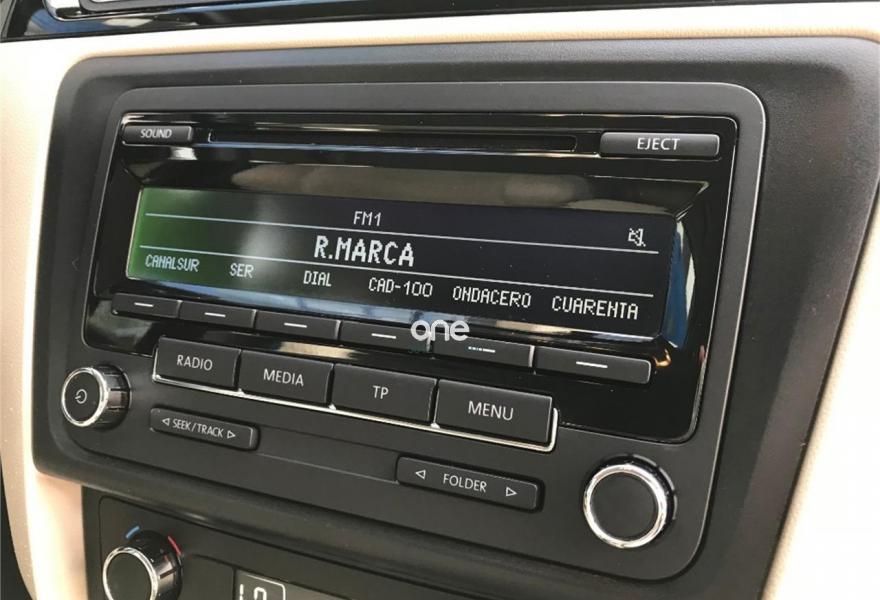 SOUND
EJECT
FM1
R.MARCA
CANALSUR SER DIAL CAD-100 ONDACERO CUARENTA
one
RADIO MEDIA TP MENU
SEEK/TRACK
FOLDER